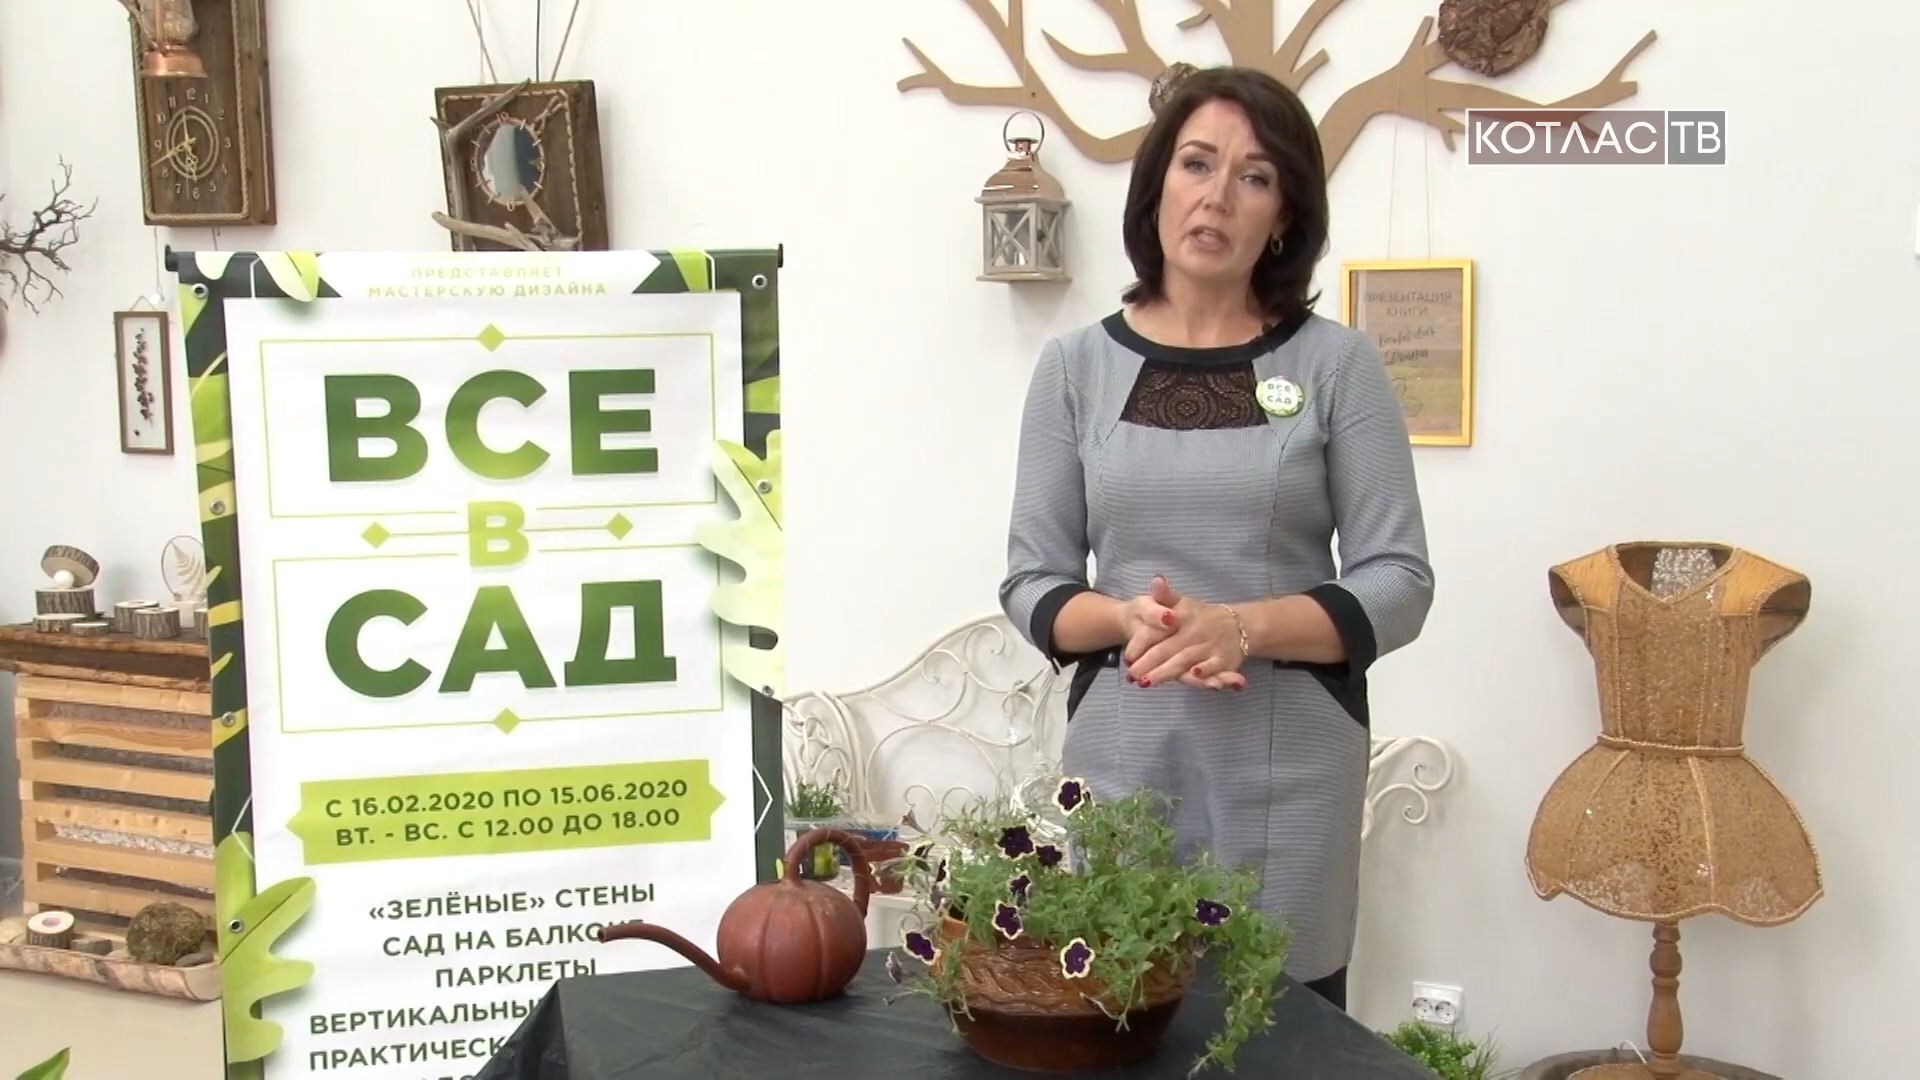 КОТЛАС ТВ
ПРЕДСТАВЛЯЕТ
МАСТЕРСКУЮ ДИЗАЙНА
ВСЕ
В
САД
С 16.02.2020 ПО 15.06.2020
ВТ. - ВС. С 12.00 ДО 18.00
«ЗЕЛЁНЫЕ» СТЕНЫ
САД НА БАЛКОНЕ
ПАРКЛЕТЫ
ВЕРТИКАЛЬНЫ
ПРАКТИЧЕСК
ВСЕ
В
САД
ПРЕЗЕНТАЦИЯ
КНИГИ